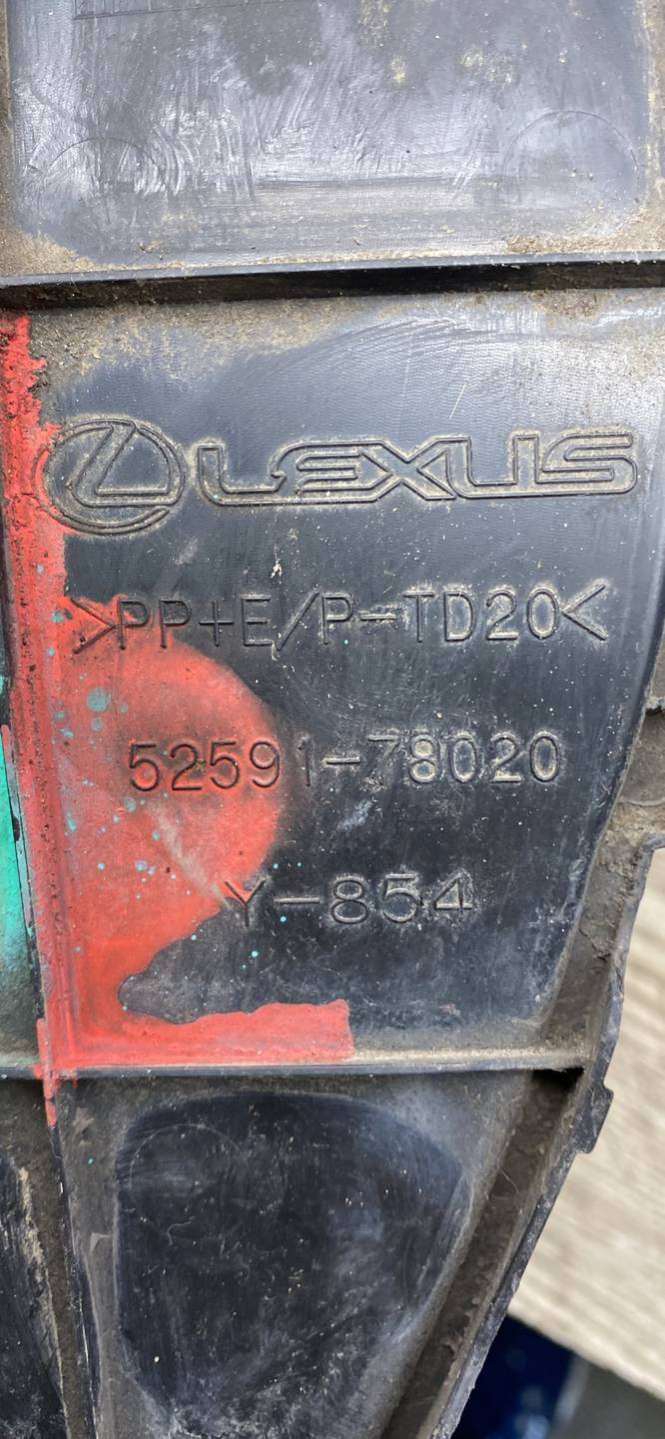 LEXUS
>PP+E/P-TD20<
52591-78020
Y-854